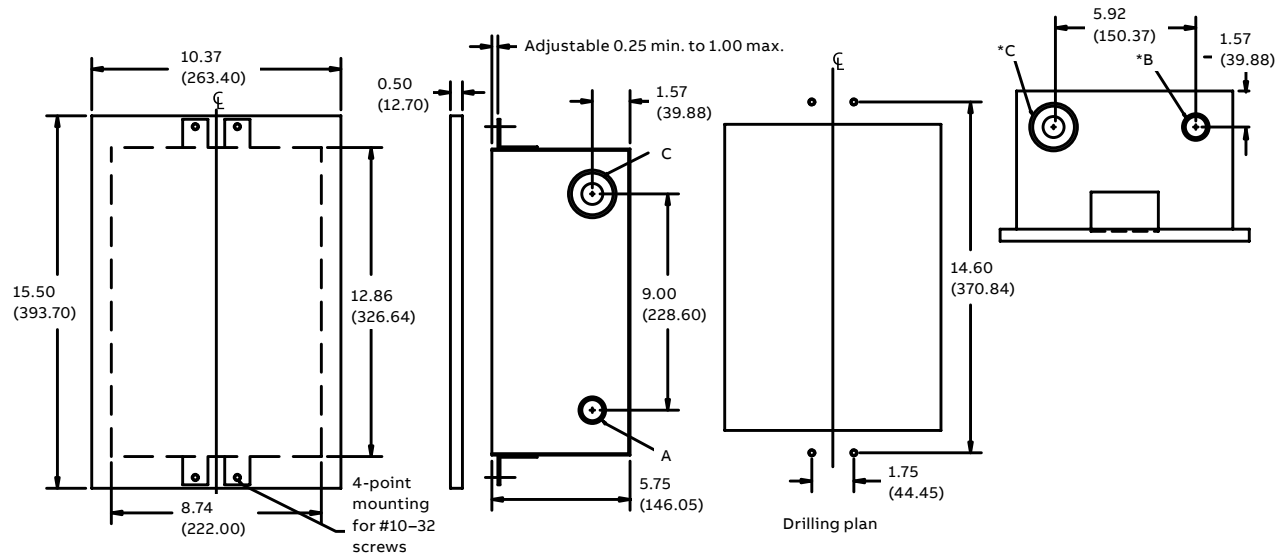 10.37
(263.40)
℄
15.50
(393.70)
12.86
(326.64)
8.74
(222.00)
4-point
mounting
for #10–32
screws
0.50
(12.70)
Adjustable 0.25 min. to 1.00 max.
1.57
(39.88)
C
9.00
(228.60)
A
5.75
(146.05)
℄
14.60
(370.84)
1.75
(44.45)
Drilling plan
5.92
(150.37)
*C
*B
1.57
(39.88)